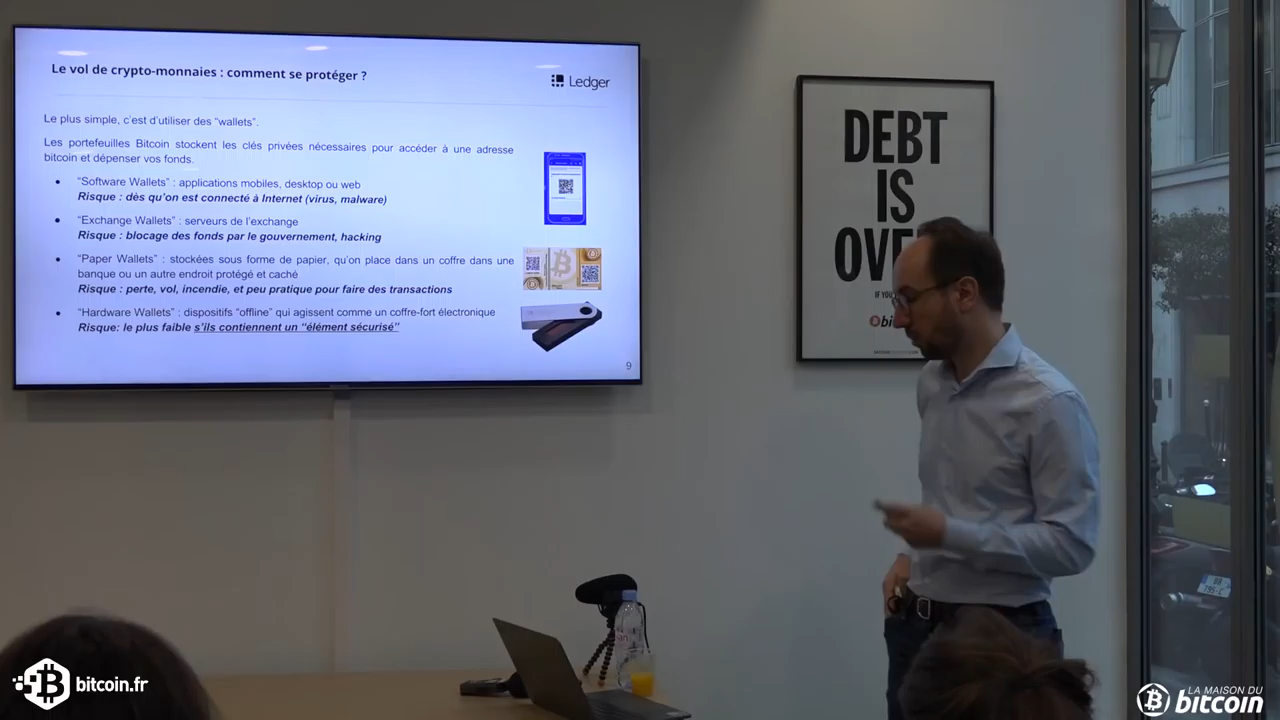 Le vol de crypto-monnaies : comment se protéger ?
Ledger
Le plus simple, c'est d'utiliser des “wallets”.
Les portefeuilles Bitcoin stockent les clés privées nécessaires pour accéder à une adresse
bitcoin et dépenser vos fonds.
• “Software Wallets” : applications mobiles, desktop ou web
Risque : dès qu'on est connecté à Internet (virus, malware)
• “Exchange Wallets” : serveurs de l'exchange
Risque : blocage des fonds par le gouvernement, hacking
• “Paper Wallets” : stockées sous forme de papier, qu'on place dans un coffre dans une
banque ou un autre endroit protégé et caché
Risque : perte, vol, incendie, et peu pratique pour faire des transactions
• “Hardware Wallets” : dispositifs “offline” qui agissent comme un coffre-fort électronique
Risque: le plus faible s'ils contiennent un “élément sécurisé”
9
DEBT
IS
OVE
IF YOU
bi
bitcoin.fr
LA MAISON DU
bitcoin